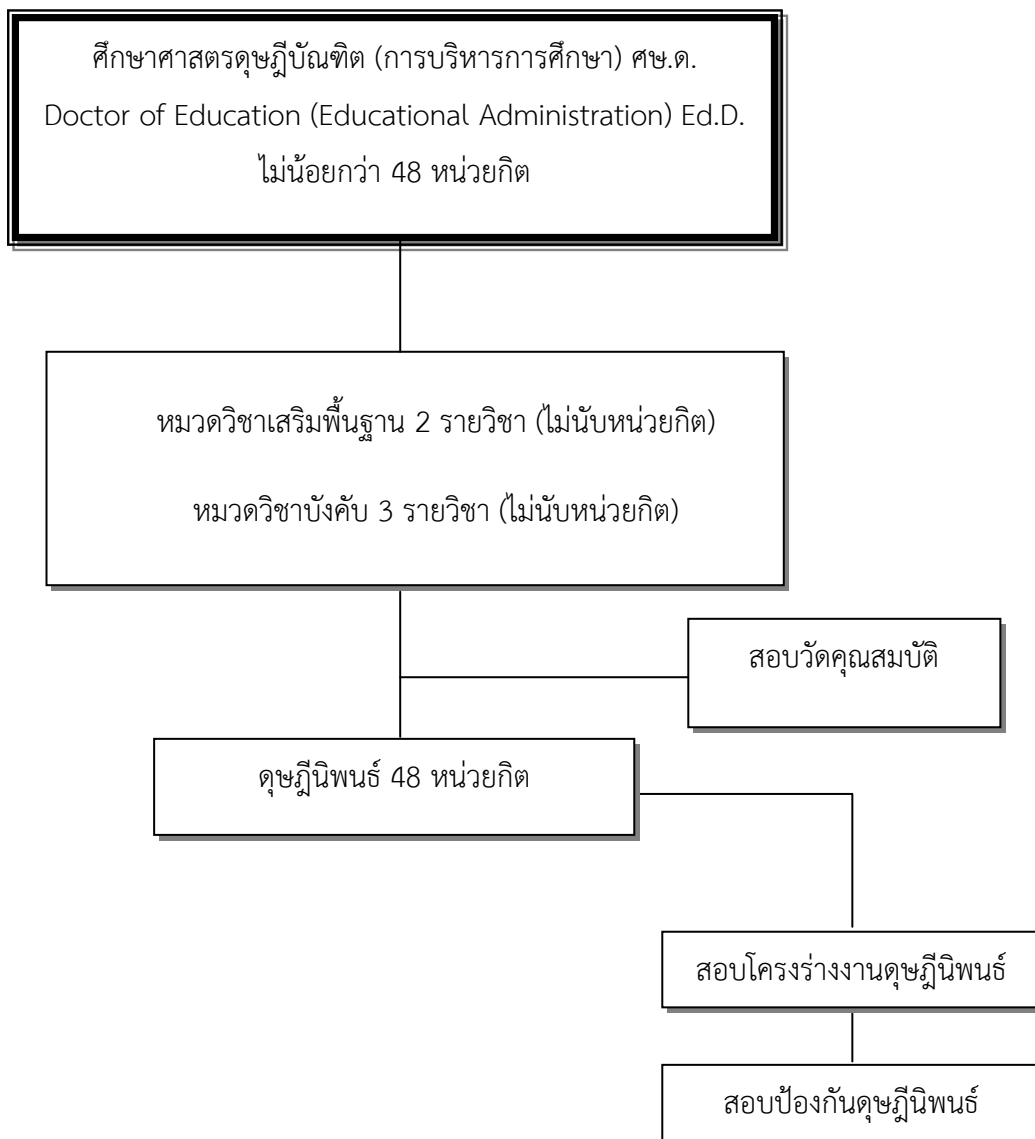 ศึกษาศาสตรดุษฎีบัณฑิต (การบริหารการศึกษา) ศษ.ด.
Doctor of Education (Educational Administration) Ed.D.
ไม่น้อยกว่า 48 หน่วยกิต
หมวดวิชาเสริมพื้นฐาน 2 รายวิชา (ไม่นับหน่วยกิต)
หมวดวิชาบังคับ 3 รายวิชา (ไม่นับหน่วยกิต)
สอบวัดคุณสมบัติ
ดุษฎีนิพนธ์ 48 หน่วยกิต
สอบโครงร่างงานดุษฎีนิพนธ์
สอบป้องกันดุษฎีนิพนธ์